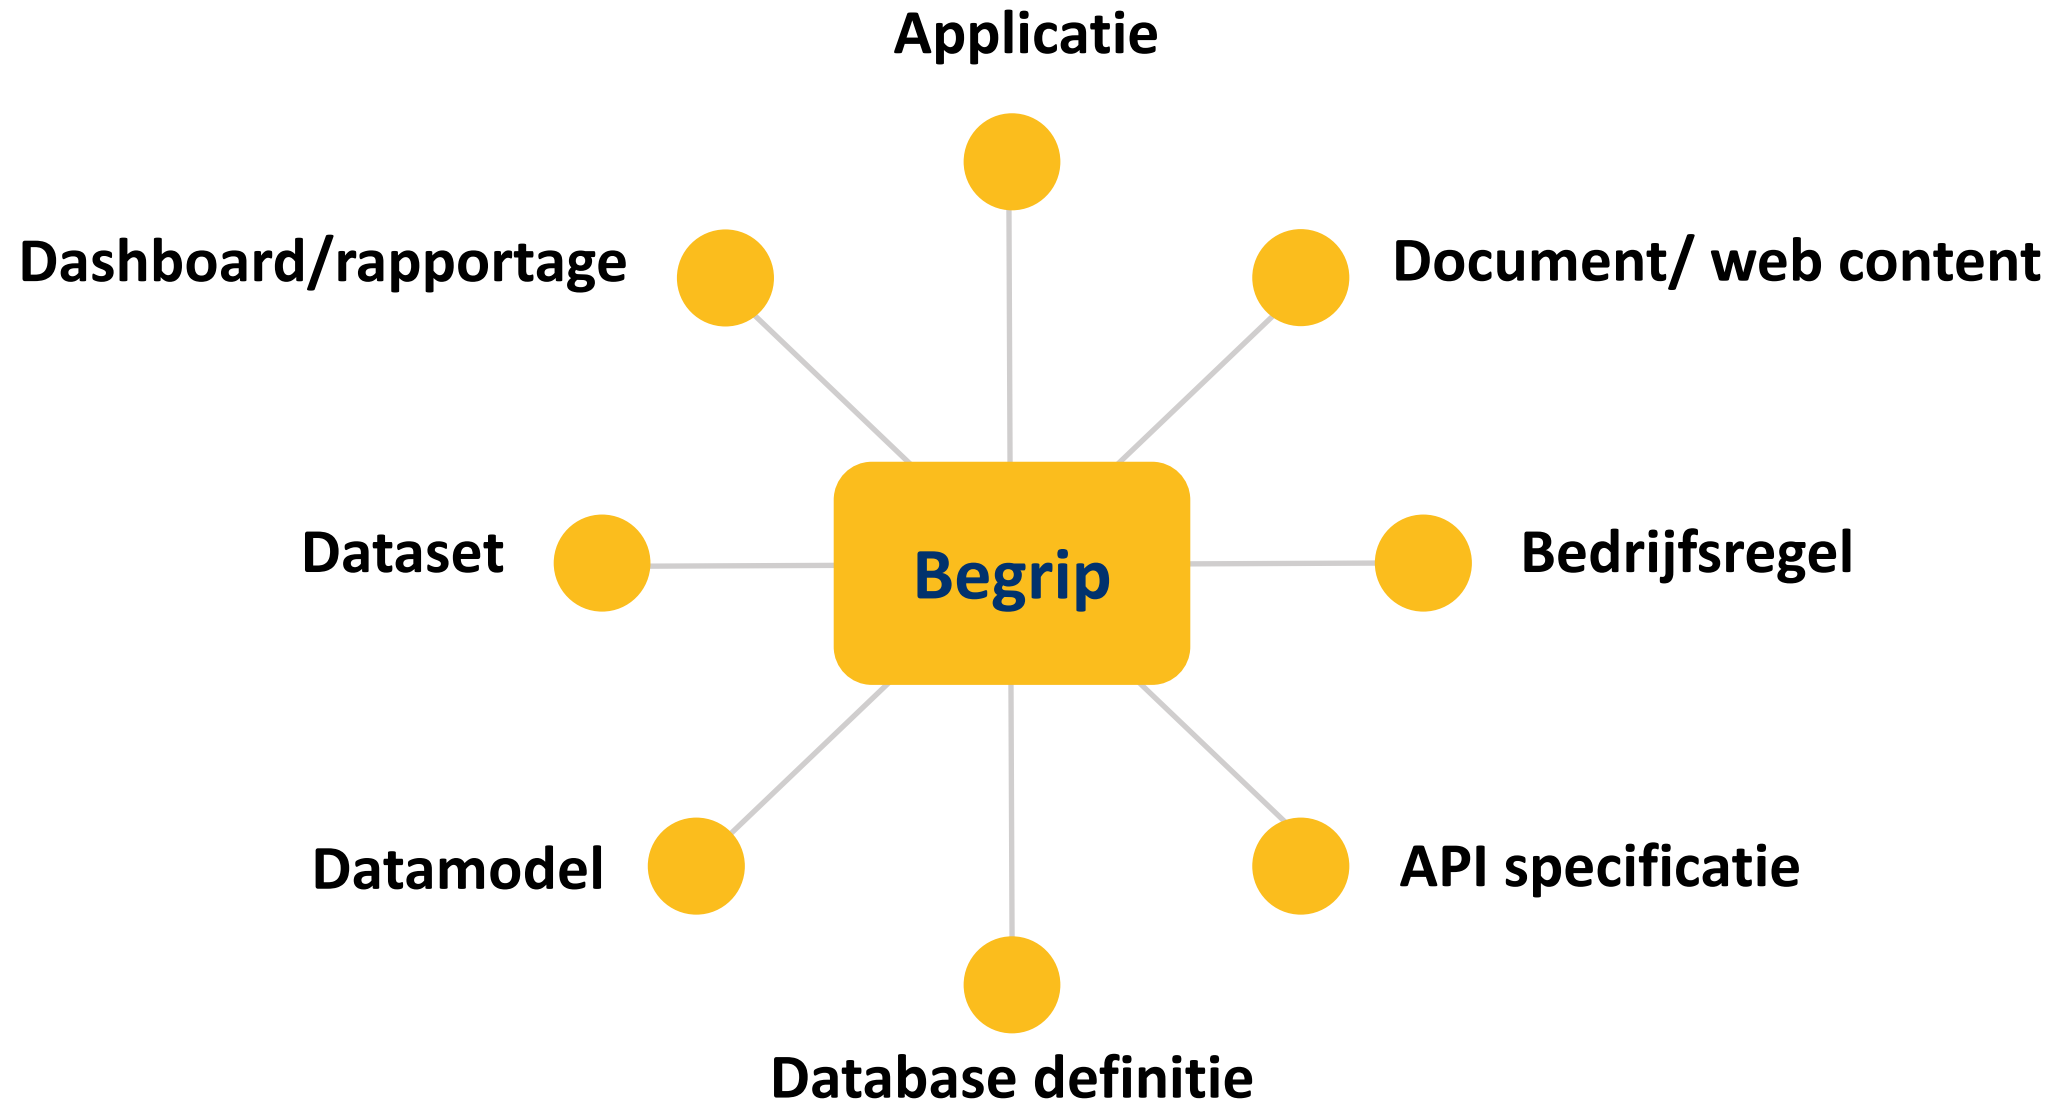 Applicatie
Dashboard/rapportage
Document/ web content
Dataset
Begrip
Bedrijfsregel
Datamodel
API specificatie
Database definitie